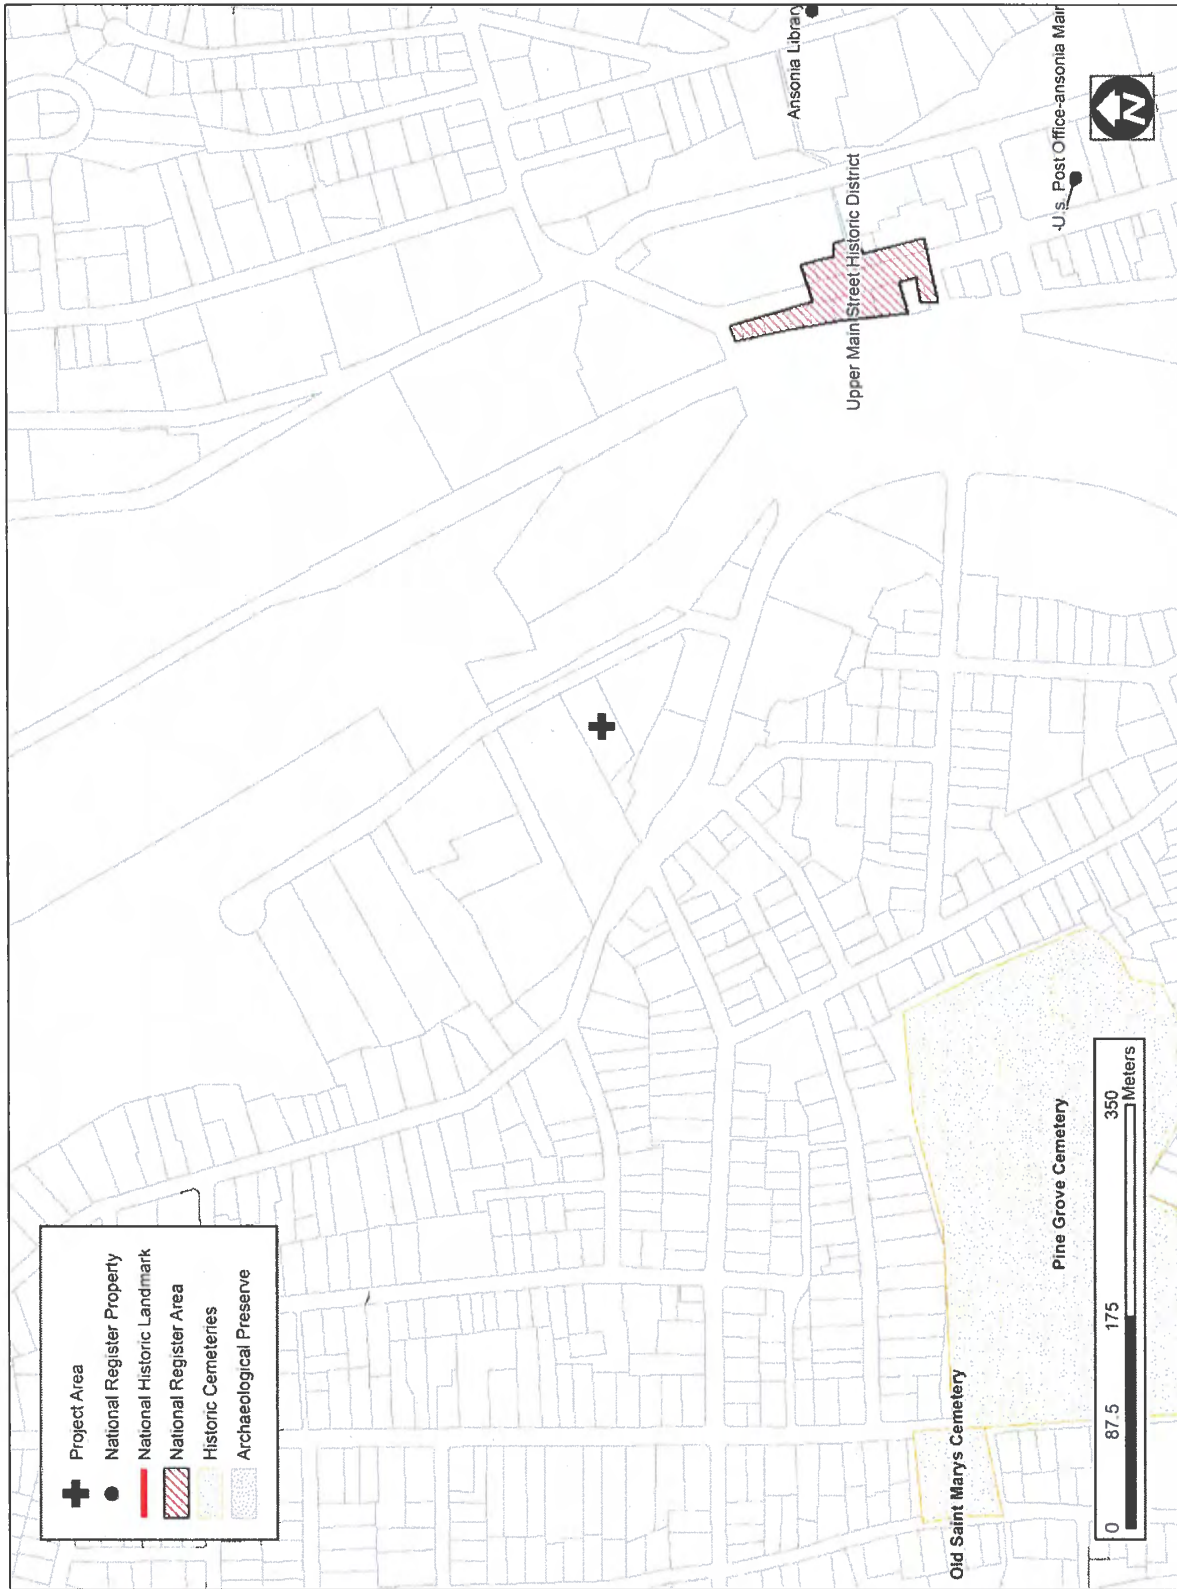 Project Area
National Register Property
National Historic Landmark
National Register Area
Historic Cemeteries
Archaeological Preserve
Ansonia Library
Upper Main Street Historic District
U.s. Post Office-ansonia Main
N
Old Saint Marys Cemetery
Pine Grove Cemetery
0 87.5 175 350
Meters